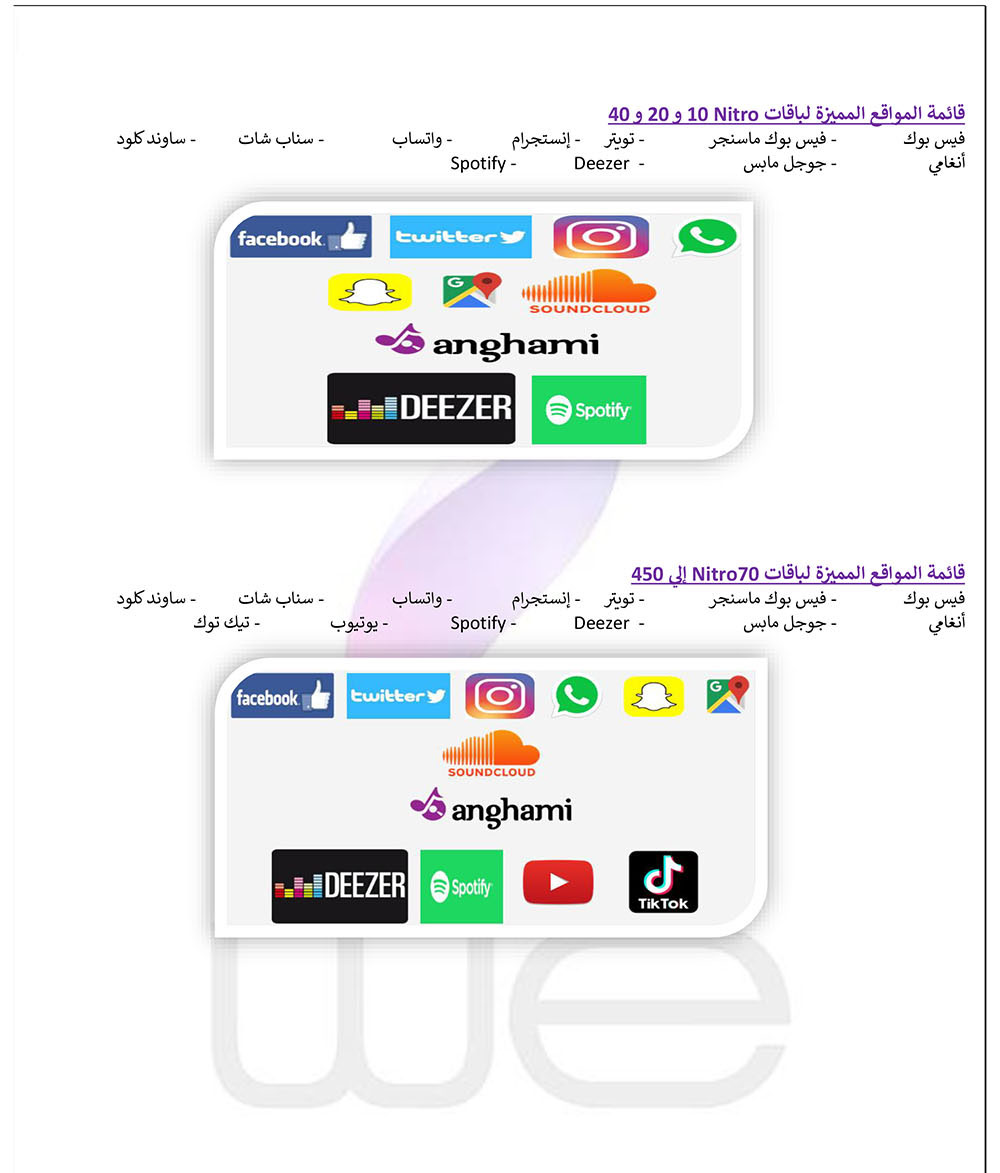 قائمة المواقع المميزة لباقات Nitro 10 و 20 و 40
فيس بوك - فيس بوك ماسنجر - تويتر - إنستجرام - واتساب - سناب شات - ساوند كلود
أنغامي - جوجل مابس - Deezer - Spotify
facebook twitter
G SOUNDCLOUD
anghami
DEEZER Spotify
قائمة المواقع المميزة لباقات Nitro70 إلي 450
فيس بوك - فيس بوك ماسنجر - تويتر - إنستجرام - واتساب - سناب شات - ساوند كلود
أنغامي - جوجل مابس - Deezer - Spotify - يوتيوب - تيك توك
facebook twitter G
SOUNDCLOUD
anghami
DEEZER Spotify TikTok
we